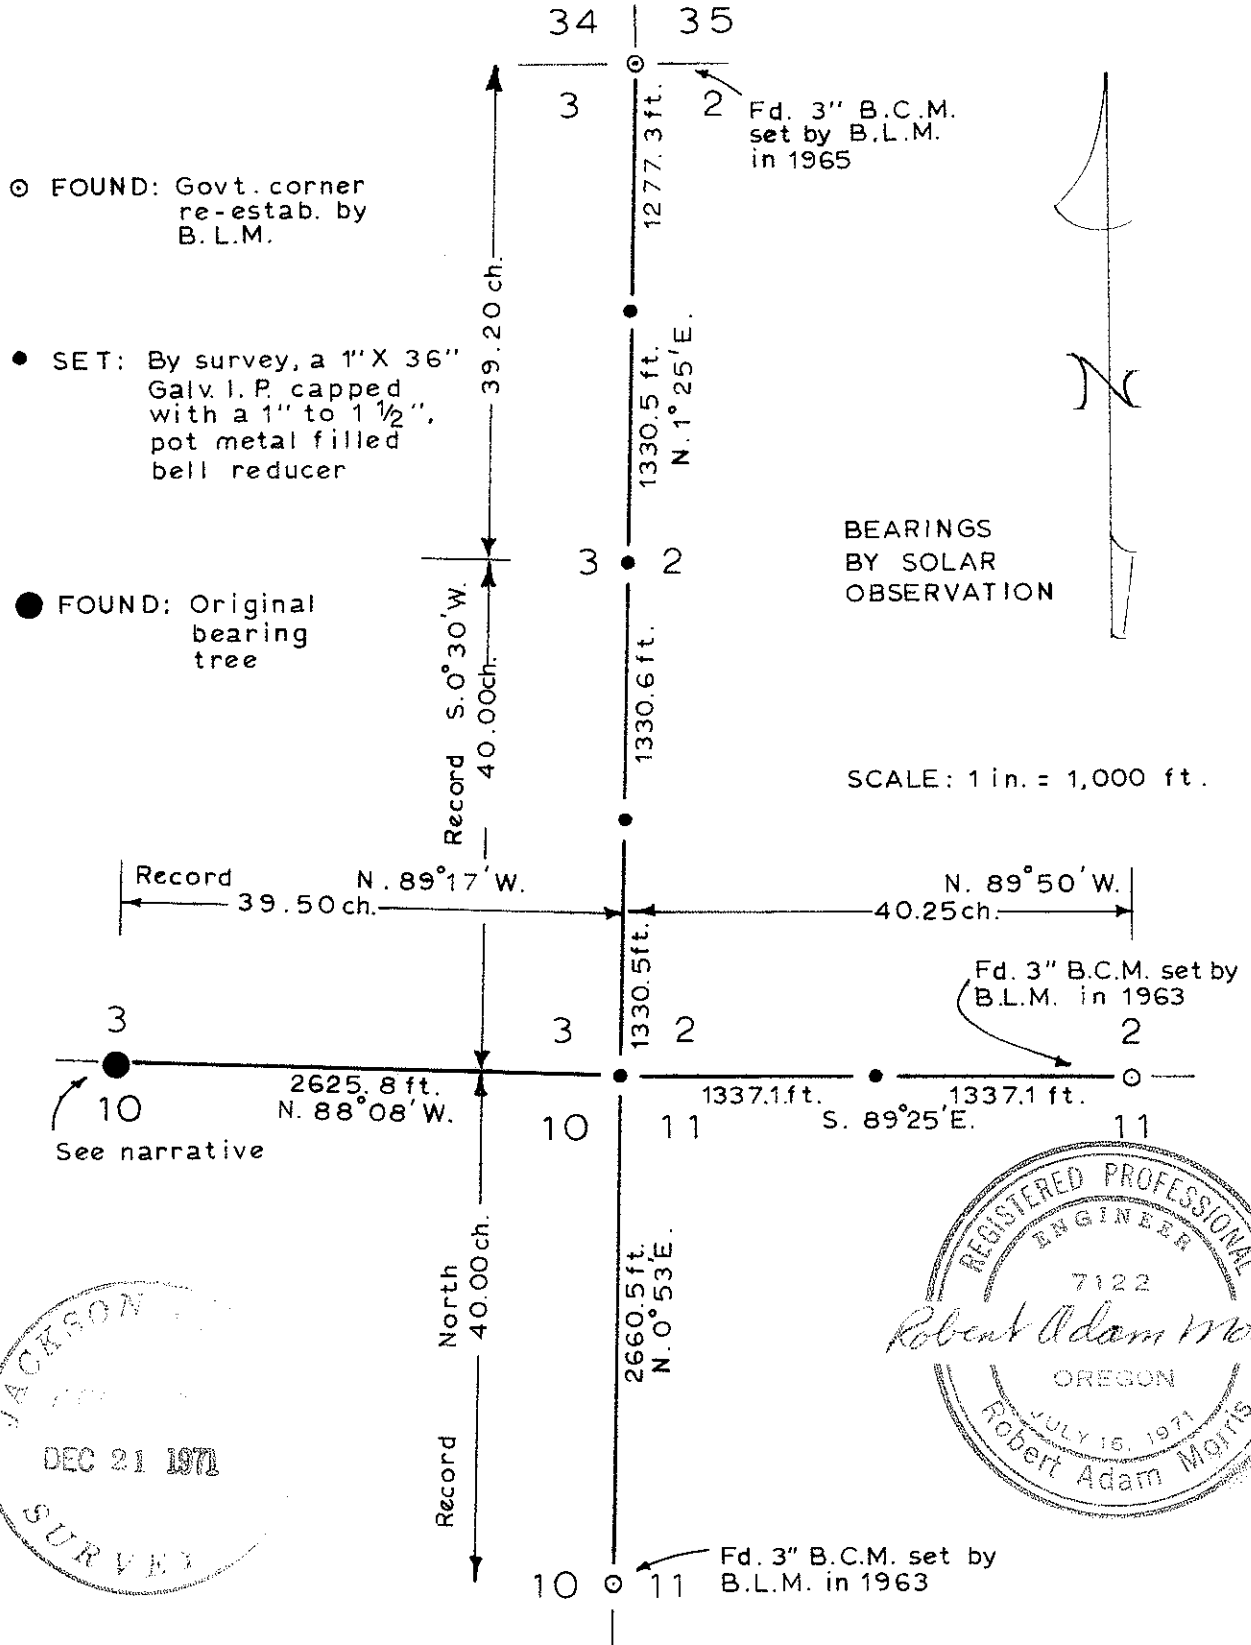 34 35
3 2
Fd. 3" B.C.M.
set by B.L.M.
in 1965
1277.3 ft.
⊙ FOUND: Govt. corner
re-estab. by
B.L.M.
39.20 ch.
● SET: By survey, a 1" X 36"
Galv. I.P. capped
with a 1" to 1 1/2",
pot metal filled
bell reducer
1330.5 ft.
N. 1° 25' E.
N
3 2
BEARINGS
BY SOLAR
OBSERVATION
● FOUND: Original
bearing
tree
Record S. 0° 30' W.
40.00 ch.
1330.6 ft.
SCALE: 1 in. = 1,000 ft.
Record N. 89° 17' W.
39.50 ch.
N. 89° 50' W.
40.25 ch.
1330.5 ft.
Fd. 3" B.C.M. set by
B.L.M. in 1963
3 3 2 2
2625.8 ft.
N. 88° 08' W.
1337.1 ft. 1337.1 ft.
S. 89° 25' E.
10 10 11 11
See narrative
Record North
40.00 ch.
2660.5 ft.
N. 0° 53' E.
REGISTERED PROFESSIONAL
ENGINEER
7122
Robert Adam Mo
OREGON
JULY 16, 1971
Robert Adam Morris
JACKSON
DEC 21 1971
SURVEY
10 11
Fd. 3" B.C.M. set by
B.L.M. in 1963